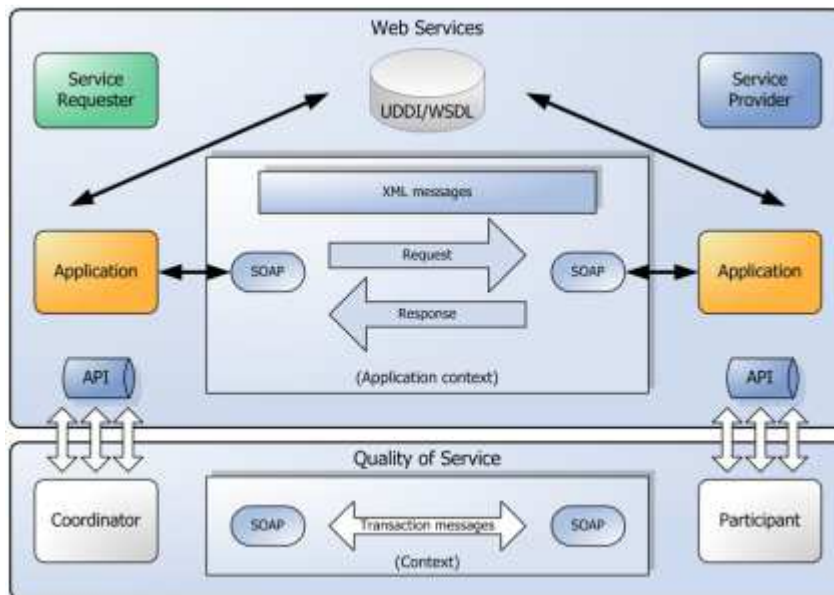 Web Services
Service
Requester
UDDI/WSDL
Service
Provider
XML messages
Application
SOAP
Request
SOAP
Application
Response
API
(Application context)
API
Quality of Service
Coordinator
SOAP
Transaction messages
SOAP
Participant
(Context)